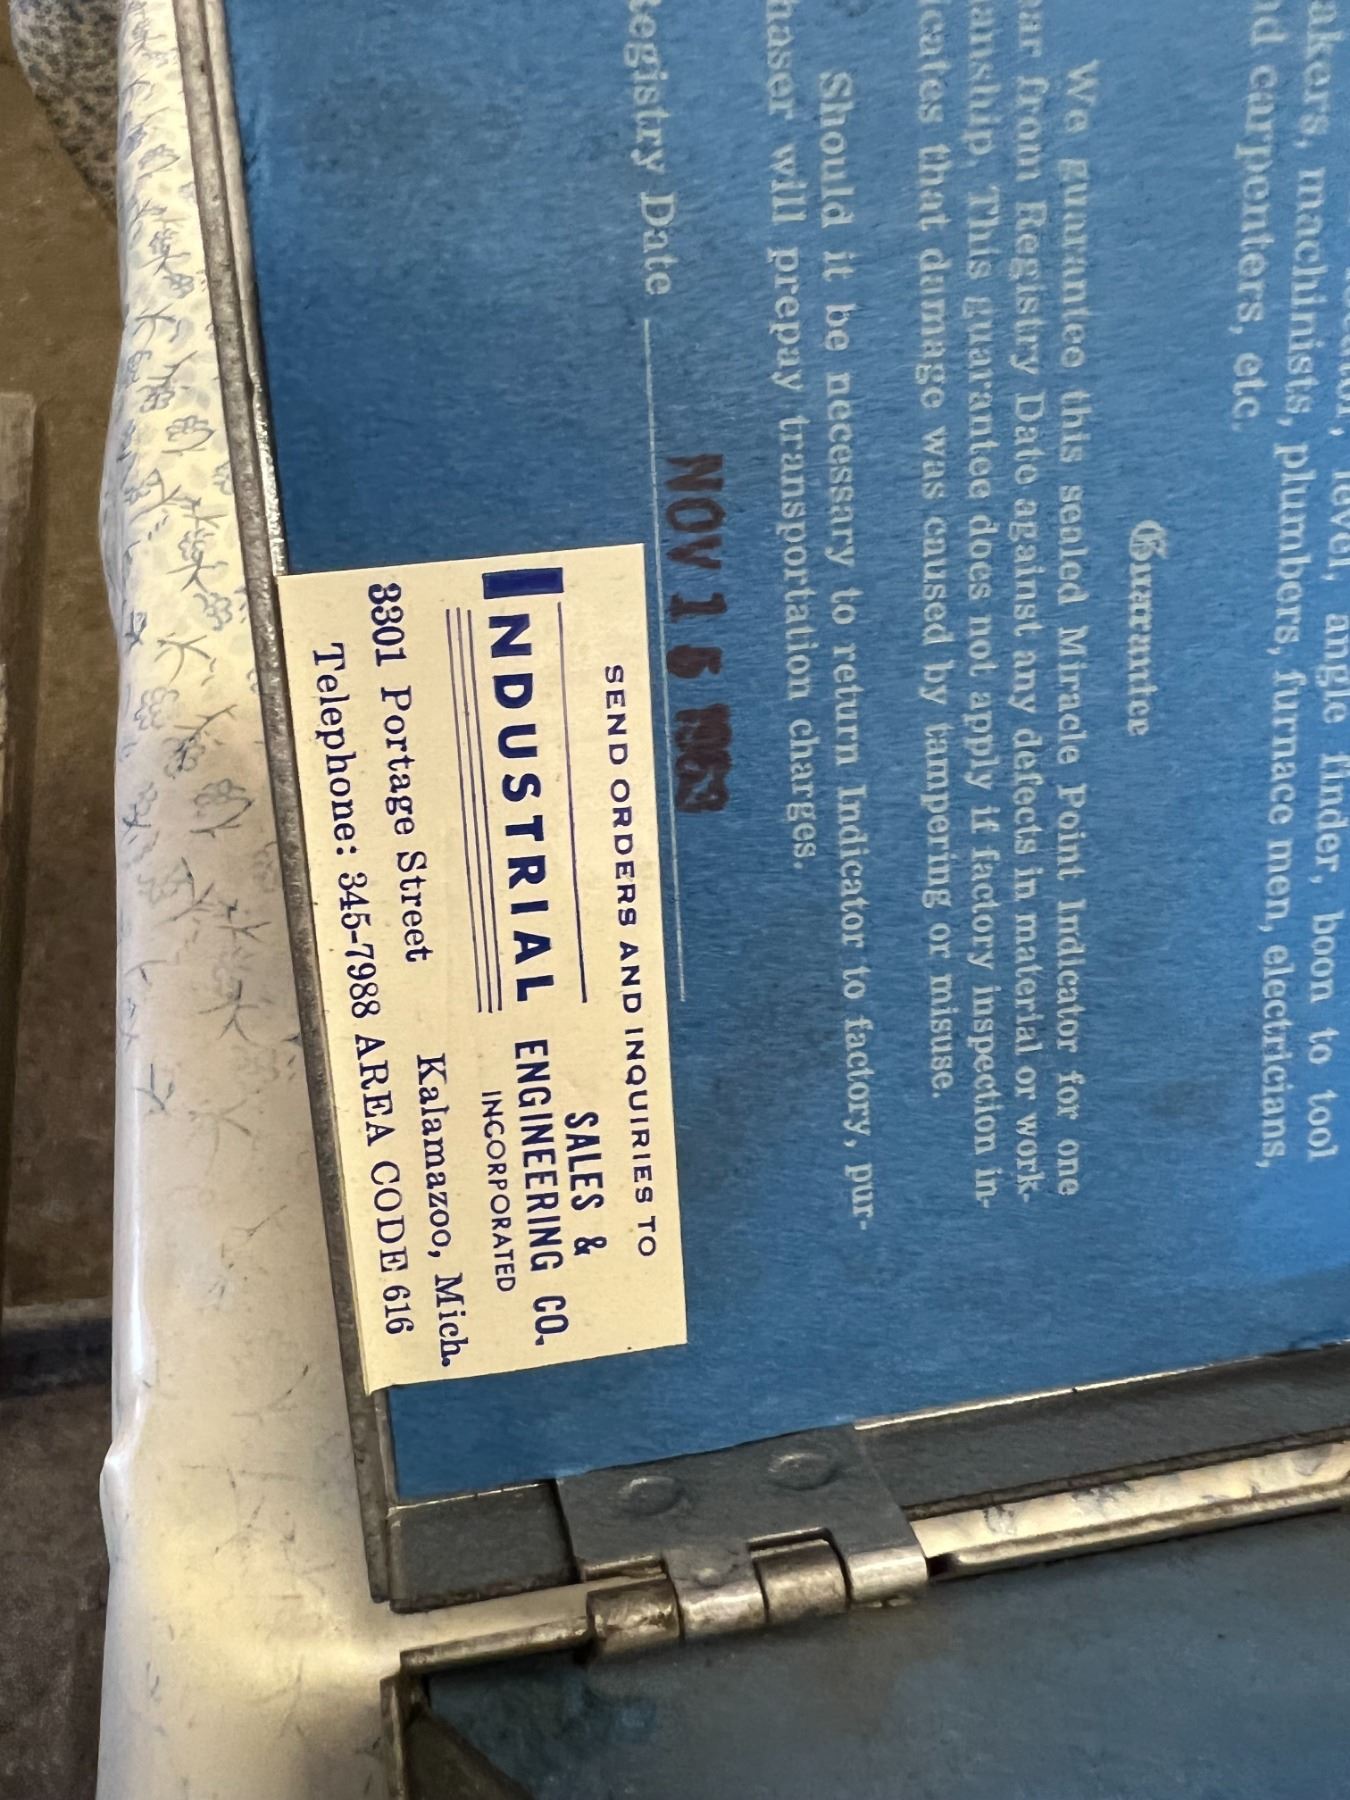 akers, machinists, plumbers, furnace men, electricians,
nd carpenters, etc.
Guarantee
We guarantee this sealed Miracle Point Indicator for one
ar from Registry Date against any defects in material or work-
anship. This guarantee does not apply if factory inspection in-
icates that damage was caused by tampering or misuse.
Should it be necessary to return Indicator to factory, pur-
haser will prepay transportation charges.
egistry Date NOV 1
SEND ORDERS AND INQUIRIES TO
INDUSTRIAL SALES & ENGINEERING CO.
INCORPORATED
3301 Portage Street Kalamazoo, Mich.
Telephone: 345-7988 AREA CODE 616